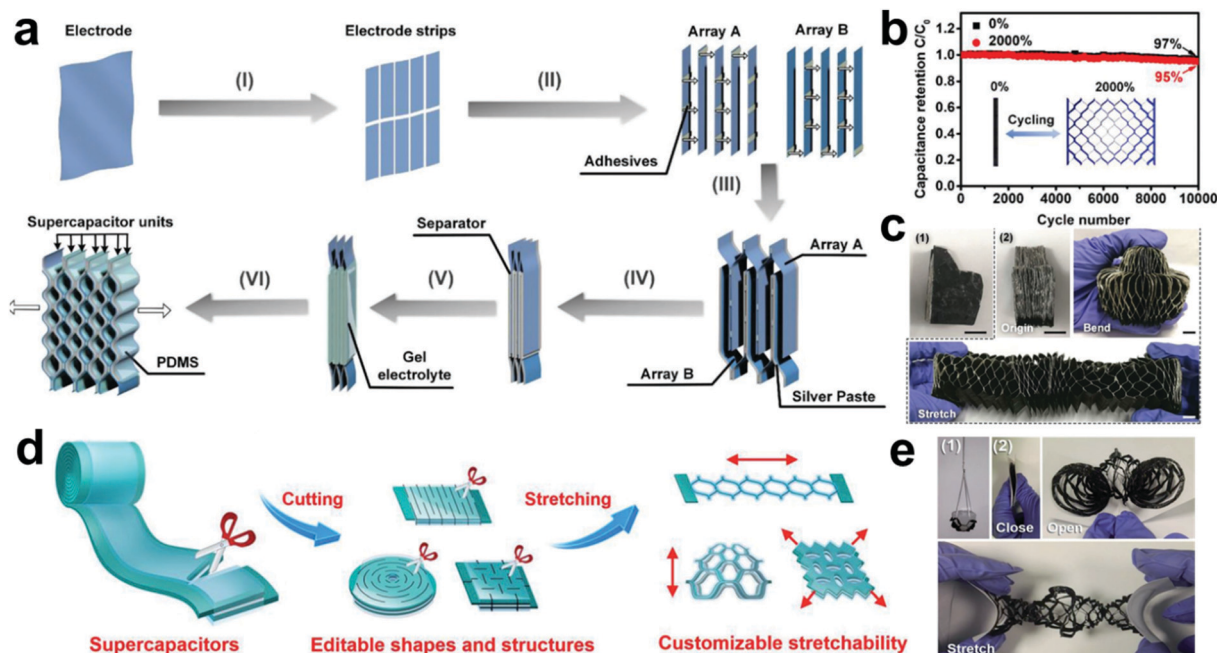 a
Electrode
(I)
Electrode strips
(II)
Array A
Array B
Adhesives
(III)
Supercapacitor units
(VI)
PDMS
(V)
Gel
electrolyte
Separator
(IV)
Array A
Array B
Silver Paste
b
Capacitance retention C/C0
1.2
1.0
0.8
0.6
0.4
0.2
0.0
0%
2000%
97%
95%
0%
Cycling
2000%
0
2000
4000
6000
8000
10000
Cycle number
c
(1)
(2)
Origin
Bend
Stretch
d
Cutting
Stretching
Supercapacitors
Editable shapes and structures
Customizable stretchability
e
(1)
(2)
Close
Open
Stretch